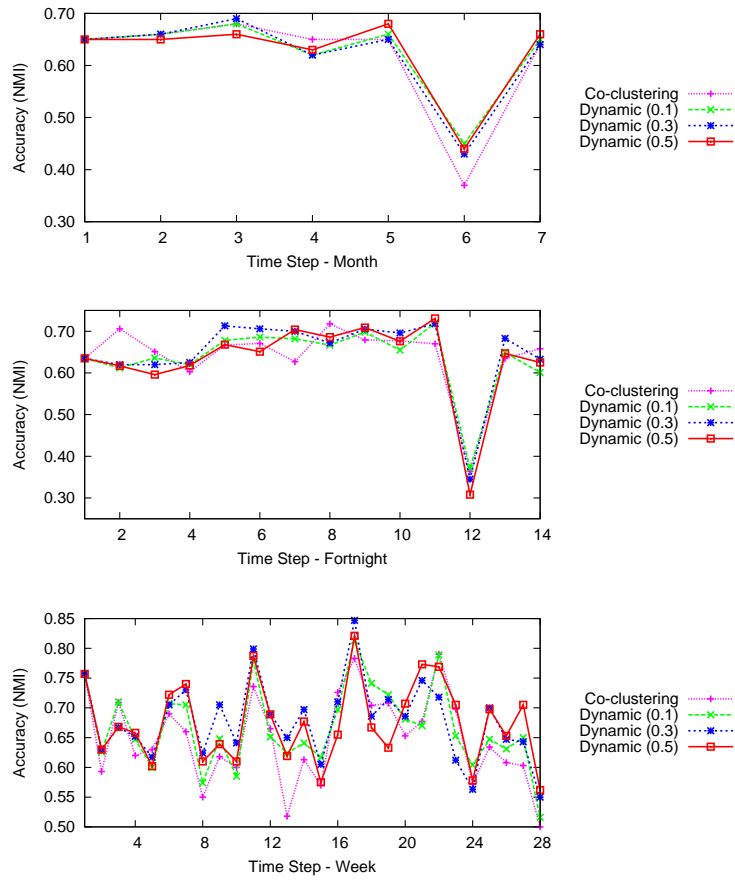 0.70
0.60
0.50
0.40
0.30
Accuracy (NMI)
1 2 3 4 5 6 7
Time Step - Month
Co-clustering
Dynamic (0.1)
Dynamic (0.3)
Dynamic (0.5)
0.70
0.60
0.50
0.40
0.30
Accuracy (NMI)
2 4 6 8 10 12 14
Time Step - Fortnight
Co-clustering
Dynamic (0.1)
Dynamic (0.3)
Dynamic (0.5)
0.85
0.80
0.75
0.70
0.65
0.60
0.55
0.50
Accuracy (NMI)
4 8 12 16 20 24 28
Time Step - Week
Co-clustering
Dynamic (0.1)
Dynamic (0.3)
Dynamic (0.5)